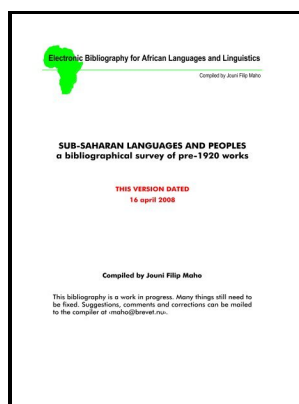 Electronic Bibliography for African Languages and Linguistics
Compiled by Jouni Filip Maho
SUB-SAHARAN LANGUAGES AND PEOPLES
a bibliographical survey of pre-1920 works
THIS VERSION DATED
16 april 2008
Compiled by Jouni Filip Maho
This bibliography is a work in progress. Many things still need to
be fixed. Suggestions, comments and corrections can be mailed
to the compiler at ‹maho@brevet.nu›.